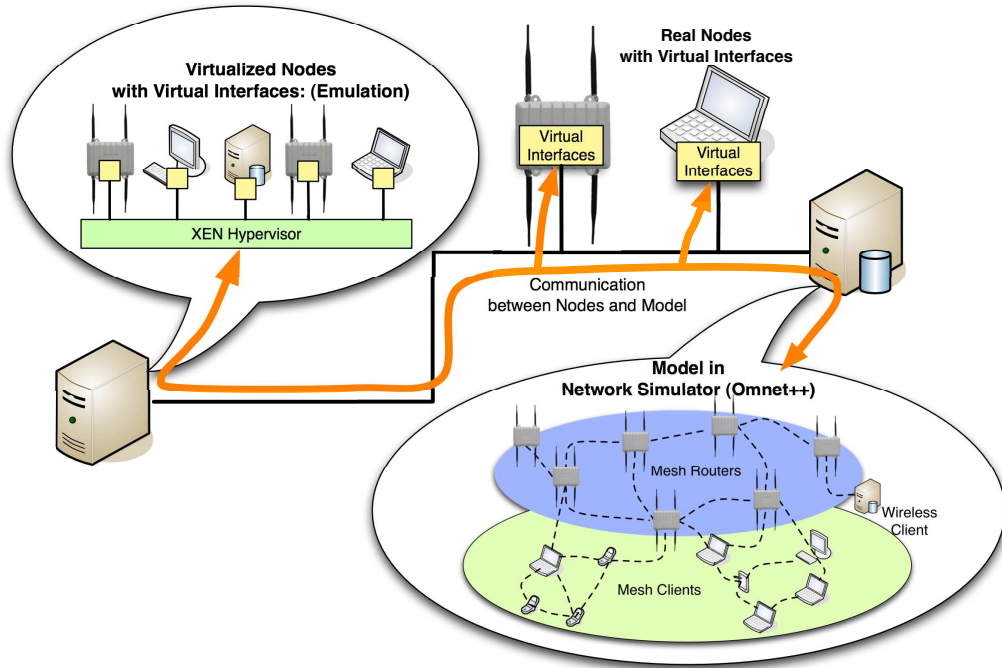 Virtualized Nodes
with Virtual Interfaces: (Emulation)
XEN Hypervisor
Real Nodes
with Virtual Interfaces
Virtual
Interfaces
Virtual
Interfaces
Communication
between Nodes and Model
Model in
Network Simulator (Omnet++)
Mesh Routers
Wireless
Client
Mesh Clients